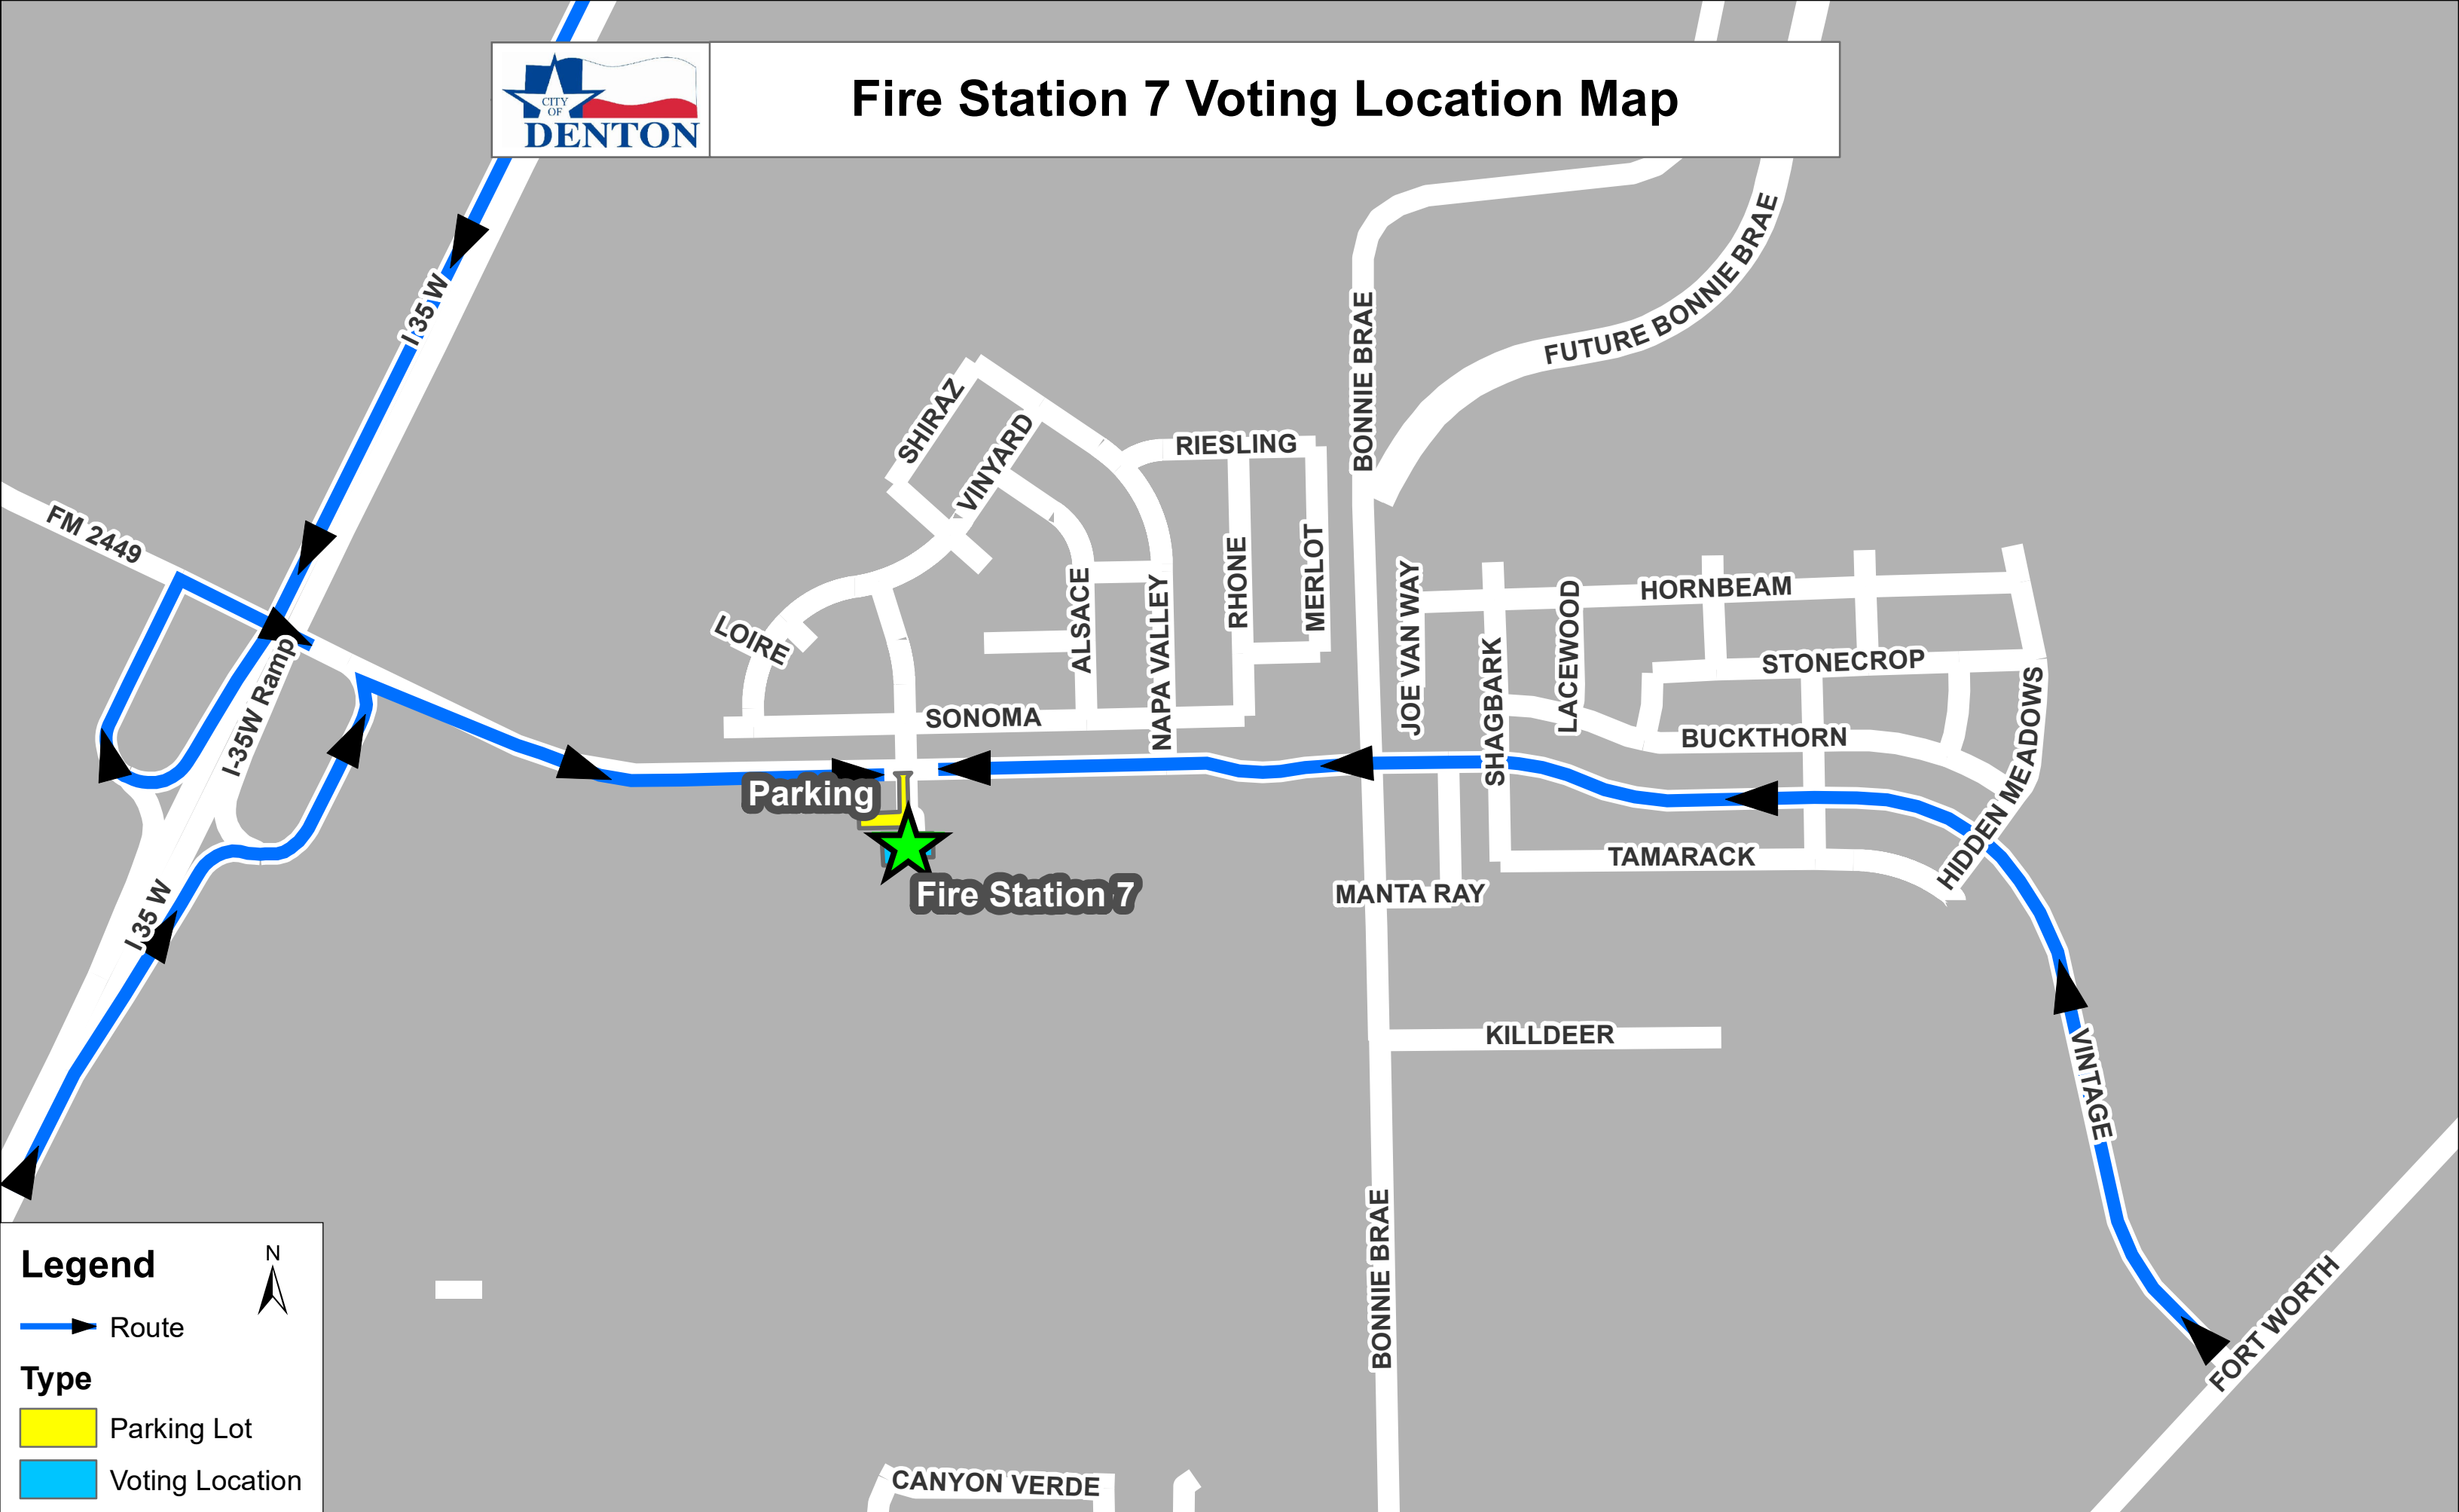 CITY
OF
DENTON
Fire Station 7 Voting Location Map
I 35 W
BONNIE BRAE
FUTURE BONNIE BRAE
SHIRAZ
VINYARD
RIESLING
FM 2449
LOIRE
ALSACE
NAPA VALLEY
RHONE
MERLOT
JOE VAN WAY
SHAGBARK
LACEWOOD
HORNBEAM
STONECROP
I-35W Ramp
SONOMA
BUCKTHORN
HIDDEN MEADOWS
Parking
TAMARACK
Fire Station 7
MANTA RAY
I 35 W
KILLDEER
VINTAGE
BONNIE BRAE
FORT WORTH
CANYON VERDE
Legend
N
Route
Type
Parking Lot
Voting Location